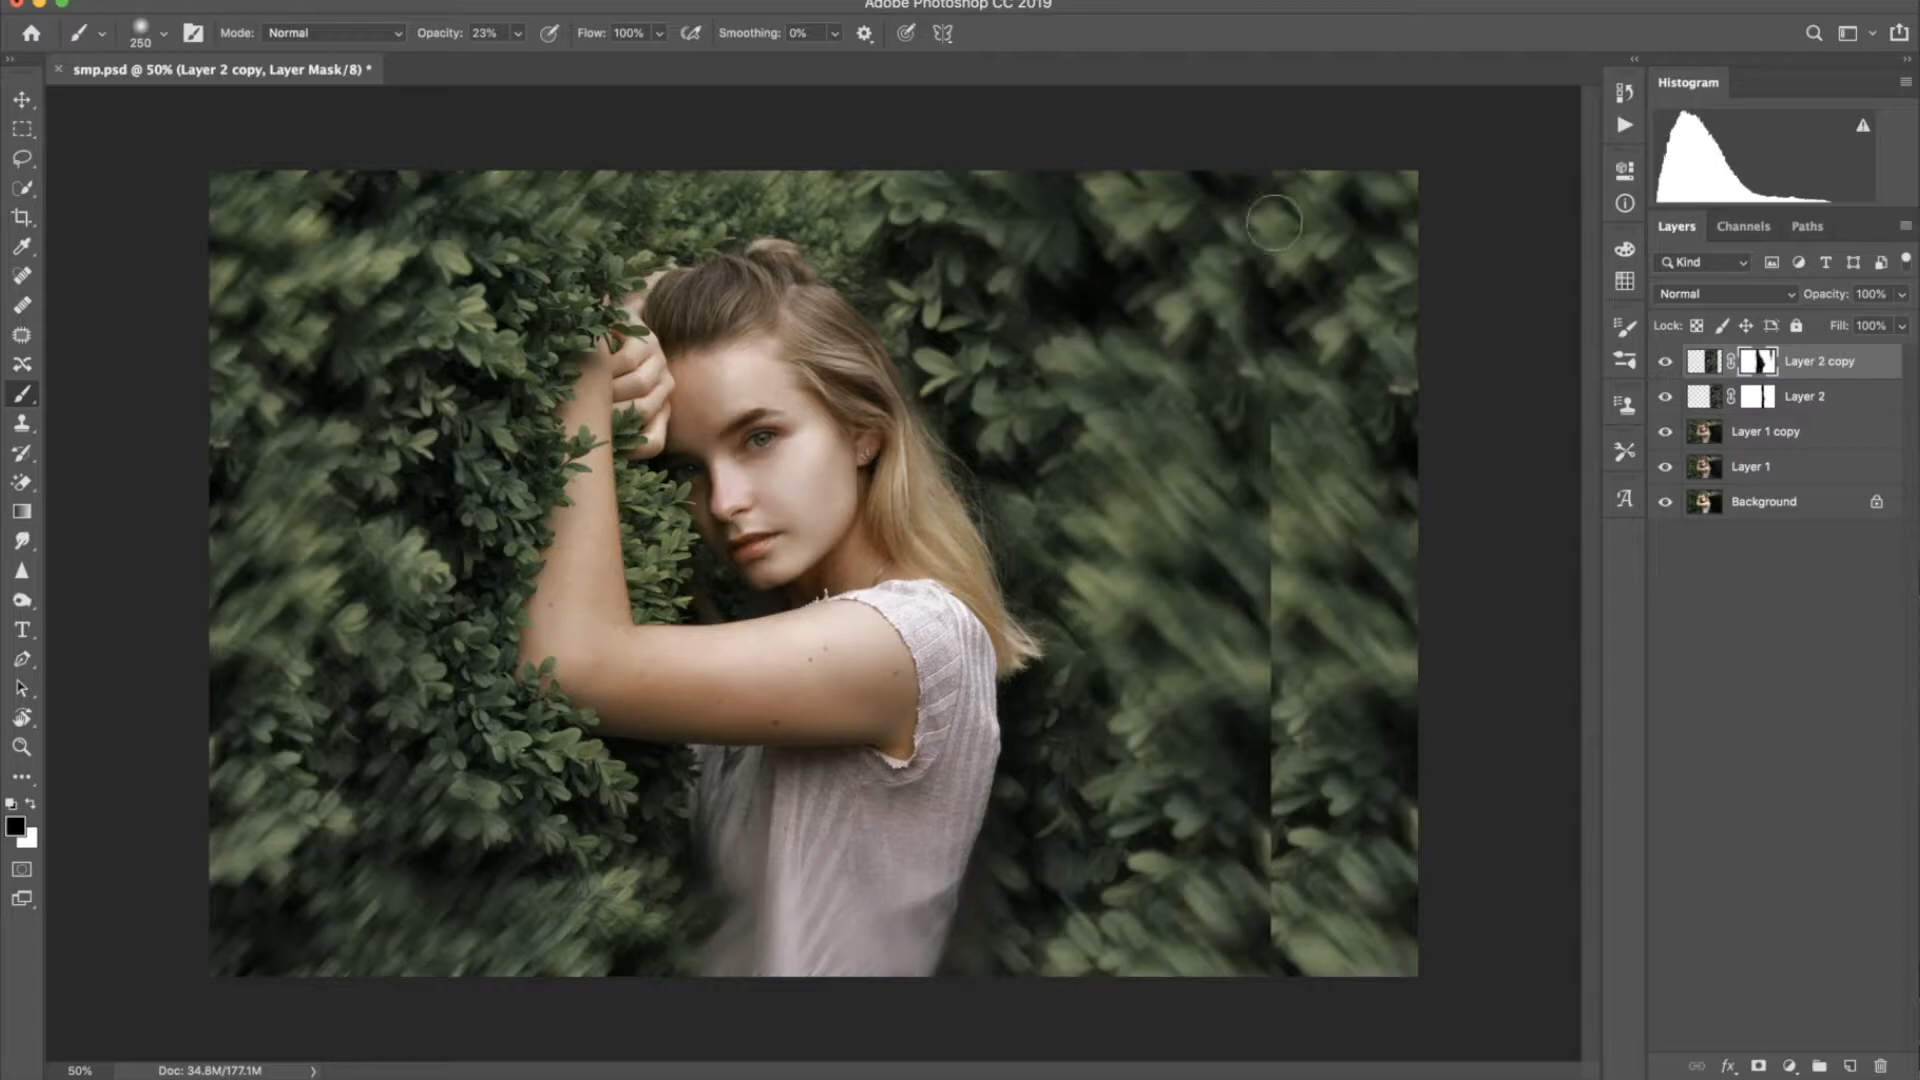 Adobe Photoshop CC 2019
250
Mode: Normal
Opacity: 23%
Flow: 100%
Smoothing: 0%
smp.psd @ 50% (Layer 2 copy, Layer Mask/8) *
Histogram
Layers
Channels
Paths
Kind
Normal
Opacity: 100%
Lock:
Fill: 100%
Layer 2 copy
Layer 2
Layer 1 copy
Layer 1
Background
50%
Doc: 34.8M/177.1M